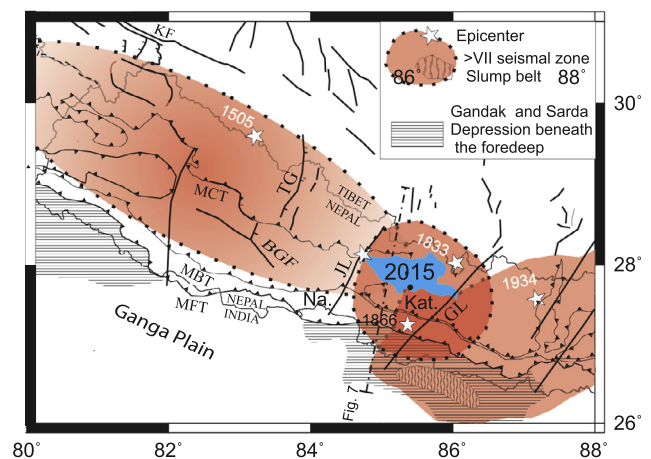 KF
Epicenter
>VII seismal zone
86° Slump belt 88°
Gandak and Sarda
Depression beneath
the foredeep
30°
28°
26°
1505
MCT
TG
TIBET
NEPAL
BGF
JL
1833
2015
1934
Kat.
GL
1866
MBT
MFT
NEPAL
INDIA
Na.
Ganga Plain
Fig. 7
80° 82 84 86 88°